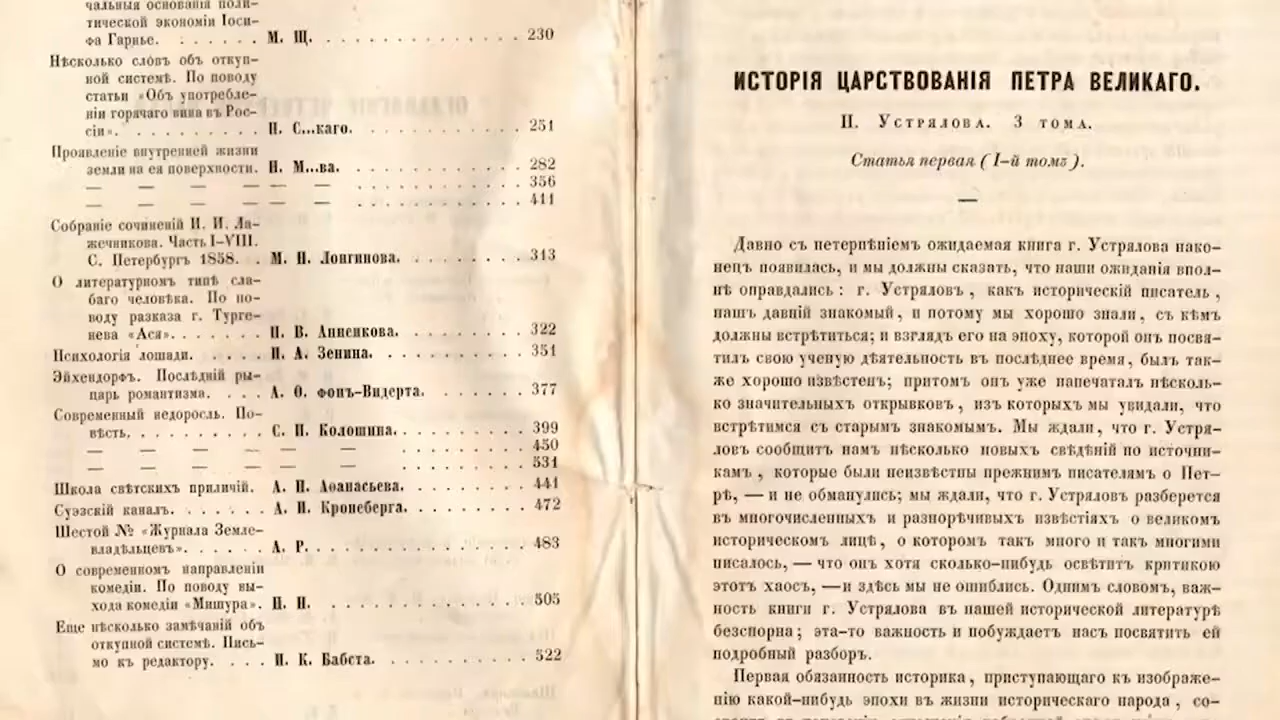 чальныя основанія поли-
тической экономіи Іоси-
фа Гарнье. . . . . . . М. Щ. . . . . . . . . . . . . . 230
Нѣсколько словъ объ откуп-
ной системѣ. По поводу
статьи «Объ употребле-
ніи горячаго вина въ Рос-
сіи». . . . . . . . . . Н. С...каго. . . . . . . . . . . . 251
Проявленіе внутренней жизни
земли на ея поверхности. Н. М...ва. . . . . . . . . . . . 282
— — — — — — . . . . . . . . . . . 356
— — — — — — . . . . . . . . . . . 411
Собраніе сочиненій И. И. Ла-
жечникова. Часть I–VIII.
С. Петербургъ 1858. . М. Н. Лонгинова. . . . . . . . . 313
О литературномъ типѣ сла-
баго человѣка. По по-
воду разказа г. Турге-
нева «Ася». . . . . . . П. В. Анненкова. . . . . . . . . 322
Психологія лошади. . . . . . Н. А. Зенина. . . . . . . . . . . 351
Эйхендорфъ. Послѣдній ры-
царь романтизма. . . . А. Ѳ. фонъ-Видерта. . . . . . . . 377
Современный недоросль. По-
вѣсть. . . . . . . . . . С. П. Колошина. . . . . . . . . . 399
— — — — — — . . . . . . . . . 450
— — — — — — . . . . . . . . . 531
Школа свѣтскихъ приличій. А. Н. Аѳанасьева. . . . . . . . . 441
Суэзскій каналъ. . . . . . . А. И. Кронеберга. . . . . . . . . 472
Шестой № «Журнала Земле-
владѣльцевъ». . . . . . А. Р. . . . . . . . . . . . . . . 483
О современномъ направленіи
комедіи. По поводу вы-
хода комедіи «Мишура». Н. П. . . . . . . . . . . . . . 505
Еще нѣсколько замѣчаній объ
откупной системѣ. Пись-
мо къ редактору. . . . . И. К. Бабста. . . . . . . . . . . 522
ИСТОРІЯ ЦАРСТВОВАНІЯ ПЕТРА ВЕЛИКАГО.
Н. Устрялова. 3 тома.
Статья первая (I-й томъ).
—
Давно съ нетерпѣніемъ ожидаемая книга г. Устрялова нако-
нецъ появилась, и мы должны сказать, что наши ожиданія впол-
нѣ оправдались: г. Устряловъ, какъ историческій писатель,
нашъ давній знакомый, и потому мы хорошо знали, съ кѣмъ
должны встрѣтиться; и взглядъ его на эпоху, которой онъ посвя-
тилъ свою ученую дѣятельность въ послѣднее время, былъ так-
же хорошо извѣстенъ; притомъ онъ уже напечаталъ нѣсколь-
ко значительныхъ открывковъ, изъ которыхъ мы увидали, что
встрѣтимся съ старымъ знакомымъ. Мы ждали, что г. Устря-
ловъ сообщитъ намъ нѣсколько новыхъ свѣдѣній по источни-
камъ, которые были неизвѣстны прежнимъ писателямъ о Пет-
рѣ, — и не обманулись; мы ждали, что г. Устряловъ разберется
въ многочисленныхъ и разнорѣчивыхъ извѣстіяхъ о великомъ
историческомъ лицѣ, о которомъ такъ много и такъ многими
писалось, — что онъ хотя сколько-нибудь освѣтитъ критикою
этотъ хаосъ, — и здѣсь мы не ошиблись. Однимъ словомъ, важ-
ность книги г. Устрялова въ нашей исторической литературѣ
безспорна; эта-то важность и побуждаетъ насъ посвятить ей
подробный разборъ.
Первая обязанность историка, приступающаго къ изображе-
нію какой-нибудь эпохи въ жизни историческаго народа, со-